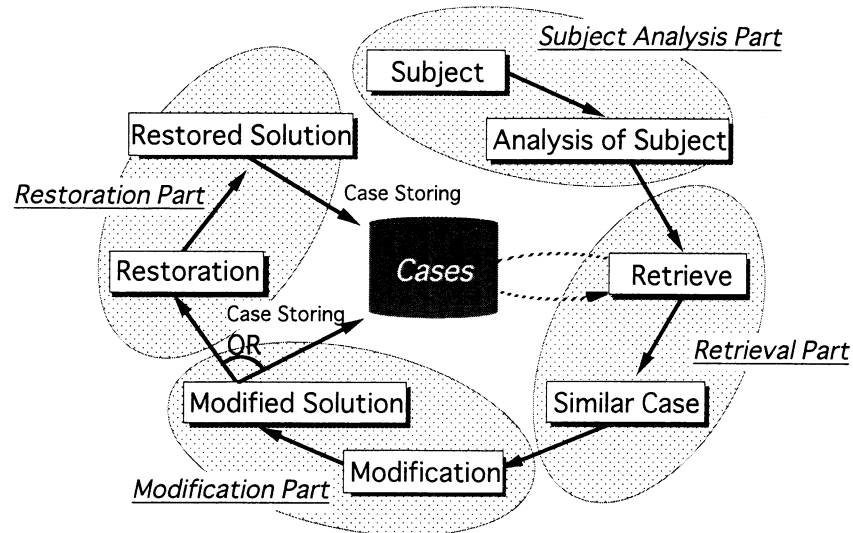 Subject Analysis Part
Subject
Analysis of Subject
Restored Solution
Restoration Part
Case Storing
Restoration
Cases
Retrieve
Case Storing
OR
Retrieval Part
Modified Solution
Similar Case
Modification
Modification Part